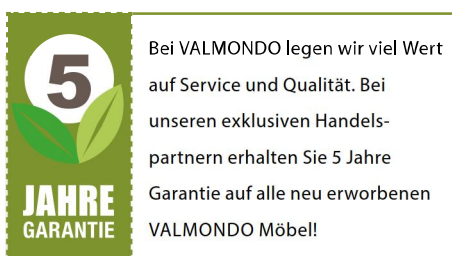 5
JAHRE
GARANTIE
Bei VALMONDO legen wir viel Wert
auf Service und Qualität. Bei
unseren exklusiven Handels-
partnern erhalten Sie 5 Jahre
Garantie auf alle neu erworbenen
VALMONDO Möbel!